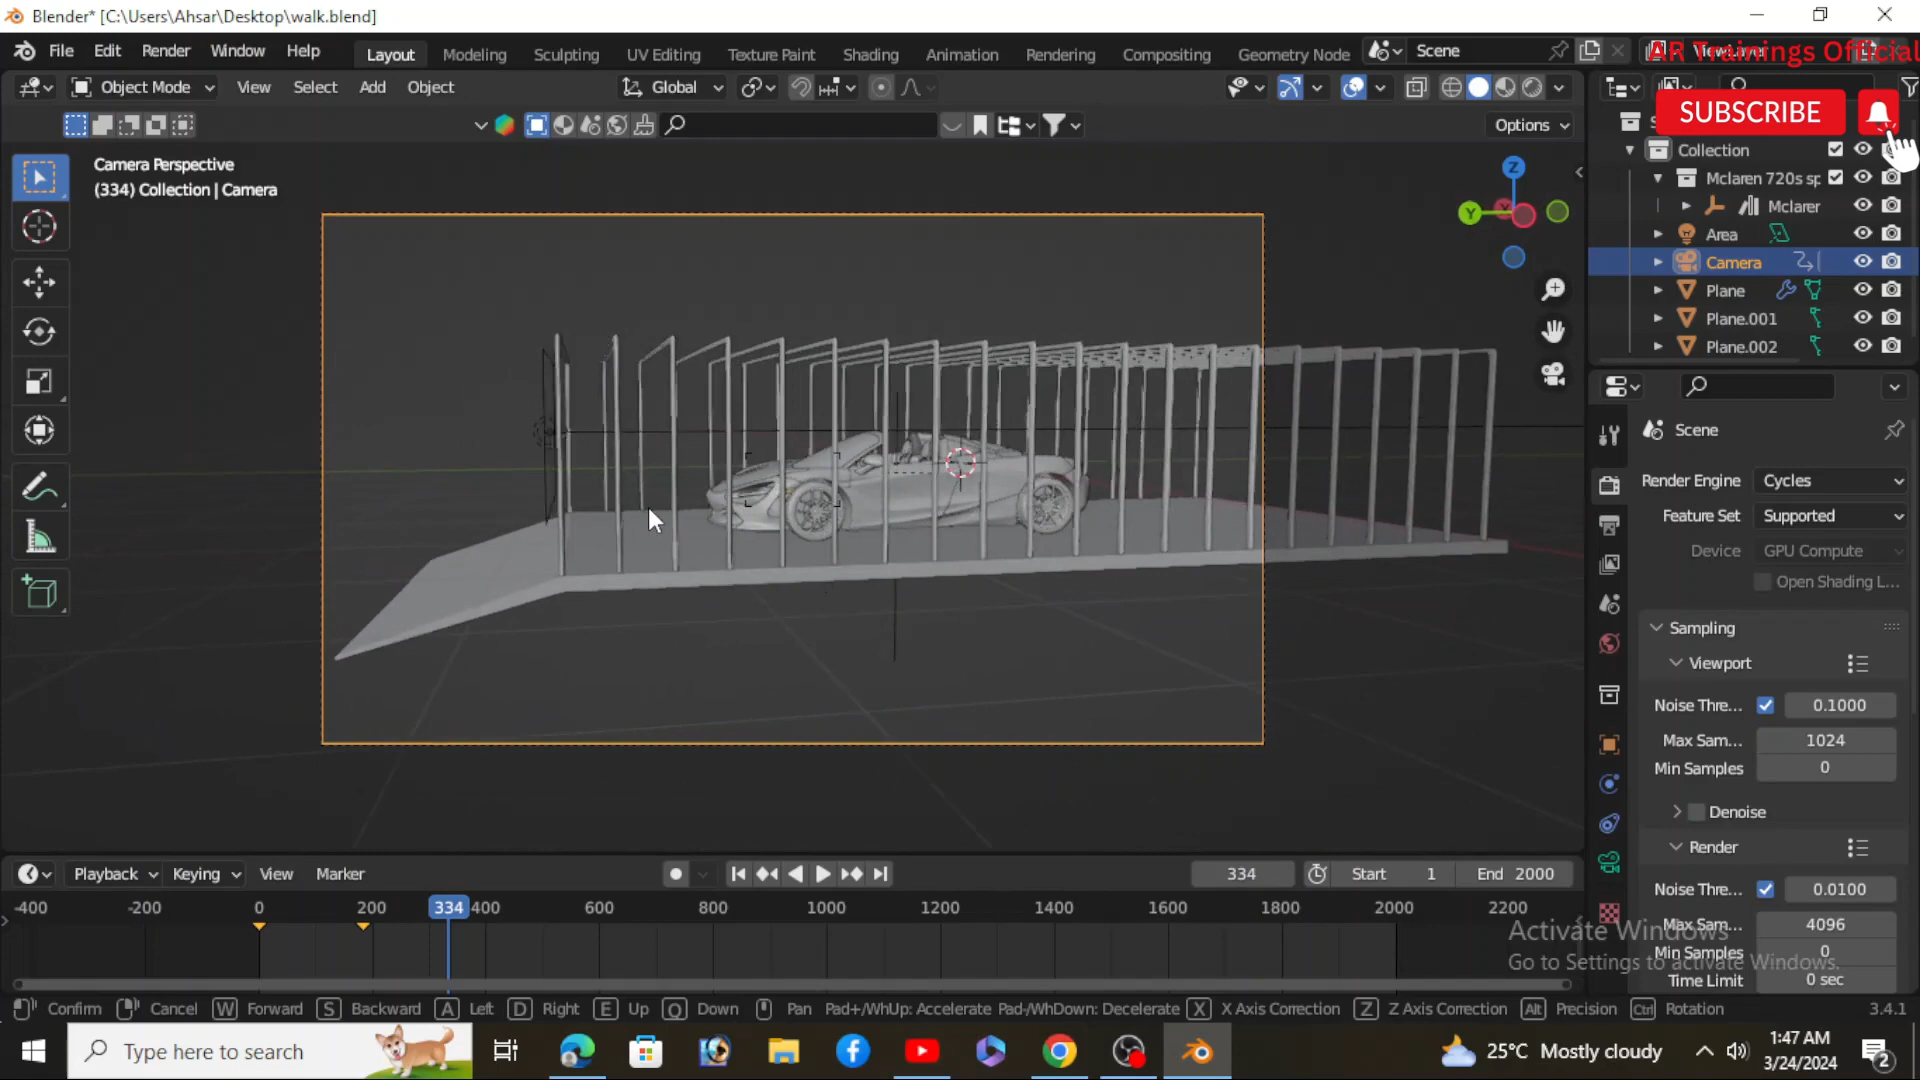 Blender* [C:\Users\Ahsar\Desktop\walk.blend]
File Edit Render Window Help
Layout Modeling Sculpting UV Editing Texture Paint Shading Animation Rendering Compositing Geometry Node
Scene
AR Trainings Official
Object Mode View Select Add Object
Global
SUBSCRIBE
Options
Camera Perspective
(334) Collection | Camera
Z
Y
Collection
Mclaren 720s sp
Mclarer
Area
Camera
Plane
Plane.001
Plane.002
Scene
Render Engine Cycles
Feature Set Supported
Device GPU Compute
Open Shading L...
Sampling
Viewport
Noise Thre... 0.1000
Max Sam... 1024
Min Samples 0
Denoise
Render
Noise Thre... 0.0100
Max Sam... 4096
Min Samples 0
Time Limit 0 sec
Playback Keying View Marker
334 Start 1 End 2000
-400 -200 0 200 334 400 600 800 1000 1200 1400 1600 1800 2000 2200
Activate Windows
Go to Settings to activate Windows.
Confirm Cancel W Forward S Backward A Left D Right E Up Q Down Pan Pad+/WhUp: Accelerate Pad-/WhDown: Decelerate X X Axis Correction Z Z Axis Correction Alt Precision Ctrl Rotation 3.4.1
Type here to search
25°C Mostly cloudy
1:47 AM
3/24/2024
2